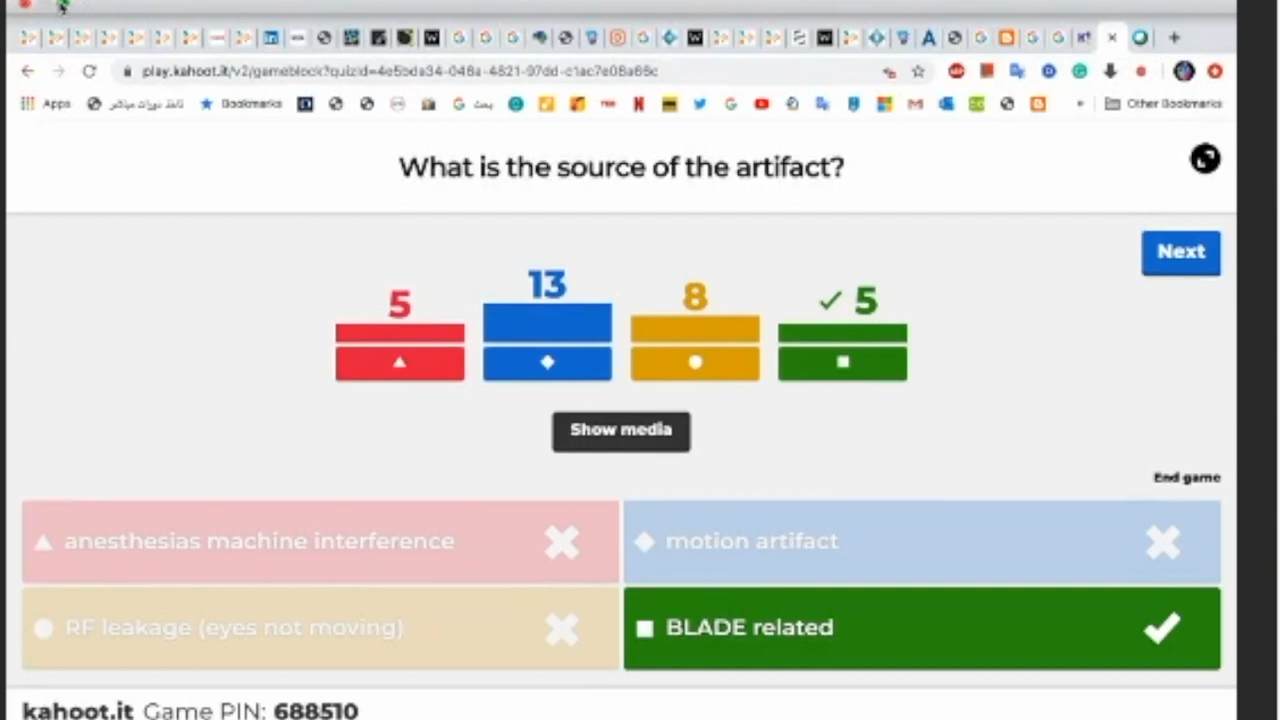 play.kahoot.it/v2/gameblock?quizId=4e5bda34-048a-4821-97dd-c1ac7e08a66c
Apps
Bookmarks
بحث
Other Bookmarks
What is the source of the artifact?
Next
5
13
8
5
Show media
End game
anesthesias machine interference
motion artifact
RF leakage (eyes not moving)
BLADE related
kahoot.it Game PIN: 688510